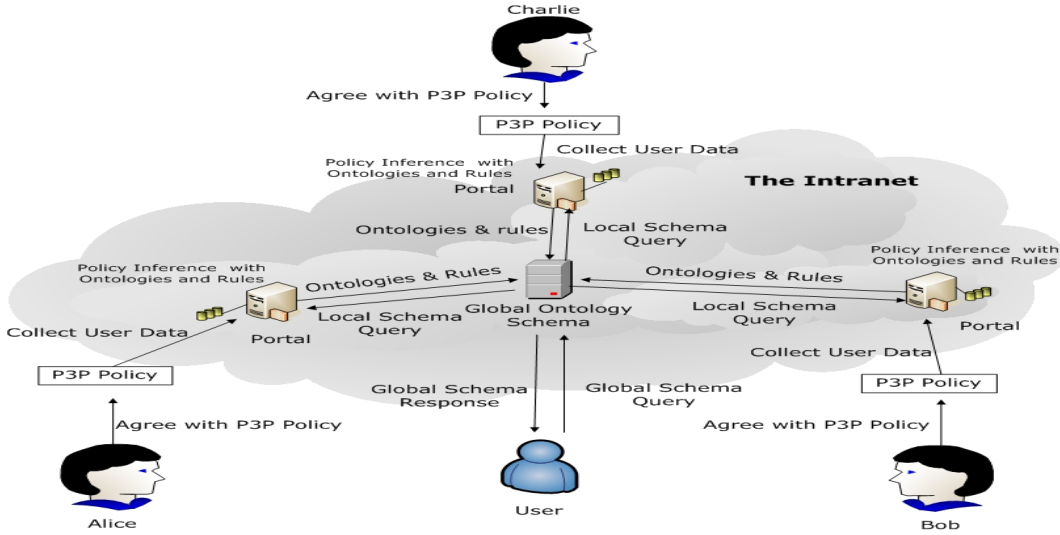 Charlie
Agree with P3P Policy
P3P Policy
Collect User Data
Policy Inference with
Ontologies and Rules
Portal
The Intranet
Ontologies & rules
Local Schema
Query
Policy Inference with
Ontologies and Rules
Ontologies & Rules
Policy Inference with
Ontologies and Rules
Ontologies & Rules
Collect User Data
Portal
Local Schema
Query
Global Ontology
Schema
Local Schema
Query
Portal
Collect User Data
P3P Policy
Global Schema
Response
Global Schema
Query
P3P Policy
Agree with P3P Policy
Agree with P3P Policy
Alice
User
Bob